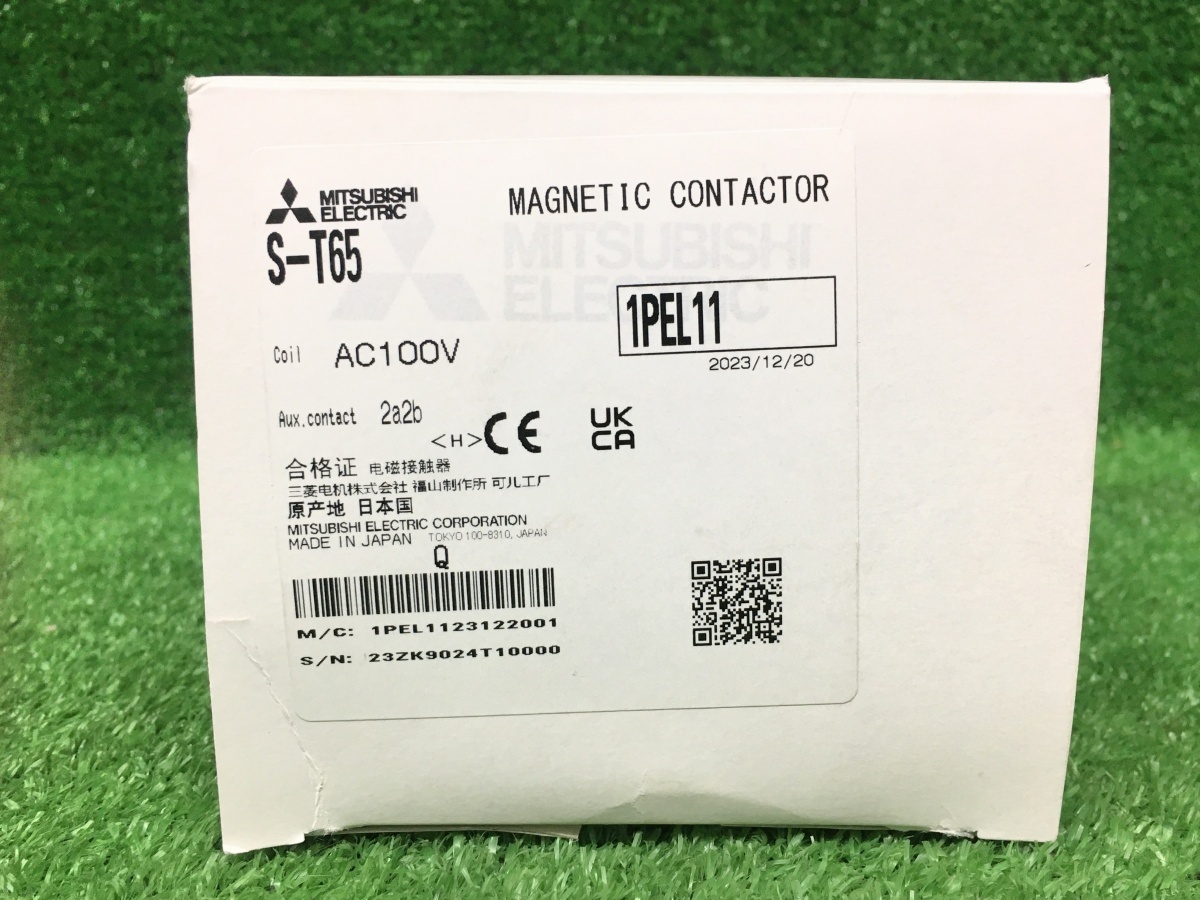 MITSUBISHI
ELECTRIC
MAGNETIC CONTACTOR
S-T65
MITSUBISHI
ELECTRIC
1PEL11
2023/12/20
Coil AC100V
Aux.contact 2a2b
<H> CE UK
CA
合格证 电磁接触器
三菱电机株式会社 福山制作所 可儿工厂
原产地 日本国
MITSUBISHI ELECTRIC CORPORATION
MADE IN JAPAN TOKYO 100-8310, JAPAN
Q
M/C: 1PEL1123122001
S/N: 23ZK9024T10000